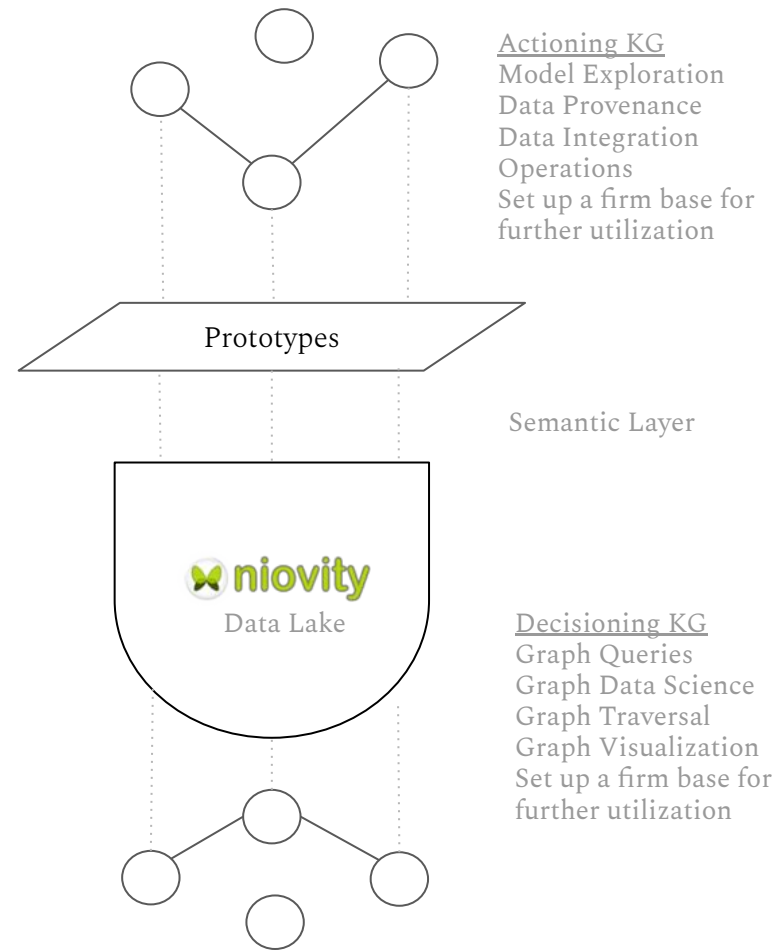 Actioning KG
Model Exploration
Data Provenance
Data Integration
Operations
Set up a firm base for
further utilization
Prototypes
Semantic Layer
niovity
Data Lake
Decisioning KG
Graph Queries
Graph Data Science
Graph Traversal
Graph Visualization
Set up a firm base for
further utilization